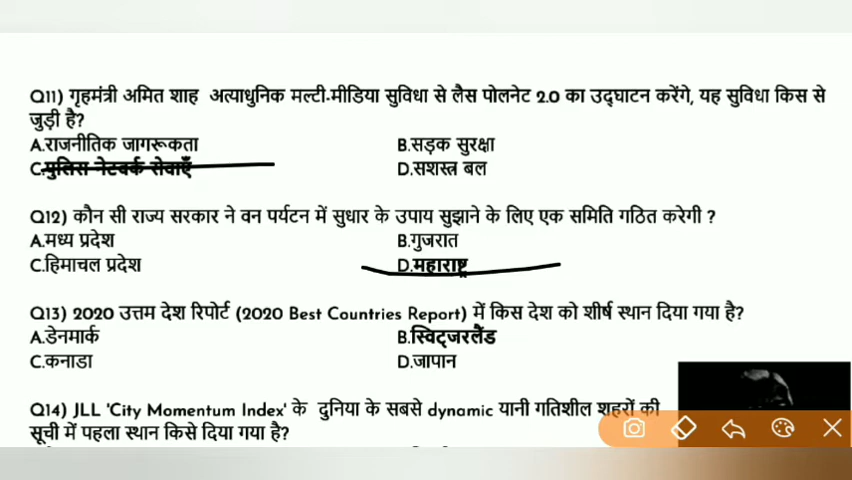 Q11) गृहमंत्री अमित शाह अत्याधुनिक मल्टी-मीडिया सुविधा से लैस पोलनेट 2.0 का उद्घाटन करेंगे, यह सुविधा किस से
जुड़ी है?
A.राजनीतिक जागरूकता B.सड़क सुरक्षा
C.पुलिस नेटवर्क सेवाएँ D.सशस्त्र बल
Q12) कौन सी राज्य सरकार ने वन पर्यटन में सुधार के उपाय सुझाने के लिए एक समिति गठित करेगी ?
A.मध्य प्रदेश B.गुजरात
C.हिमाचल प्रदेश D.महाराष्ट्र
Q13) 2020 उत्तम देश रिपोर्ट (2020 Best Countries Report) में किस देश को शीर्ष स्थान दिया गया है?
A.डेनमार्क B.स्विट्जरलैंड
C.कनाडा D.जापान
Q14) JLL 'City Momentum Index' के दुनिया के सबसे dynamic यानी गतिशील शहरों की
सूची में पहला स्थान किसे दिया गया है?